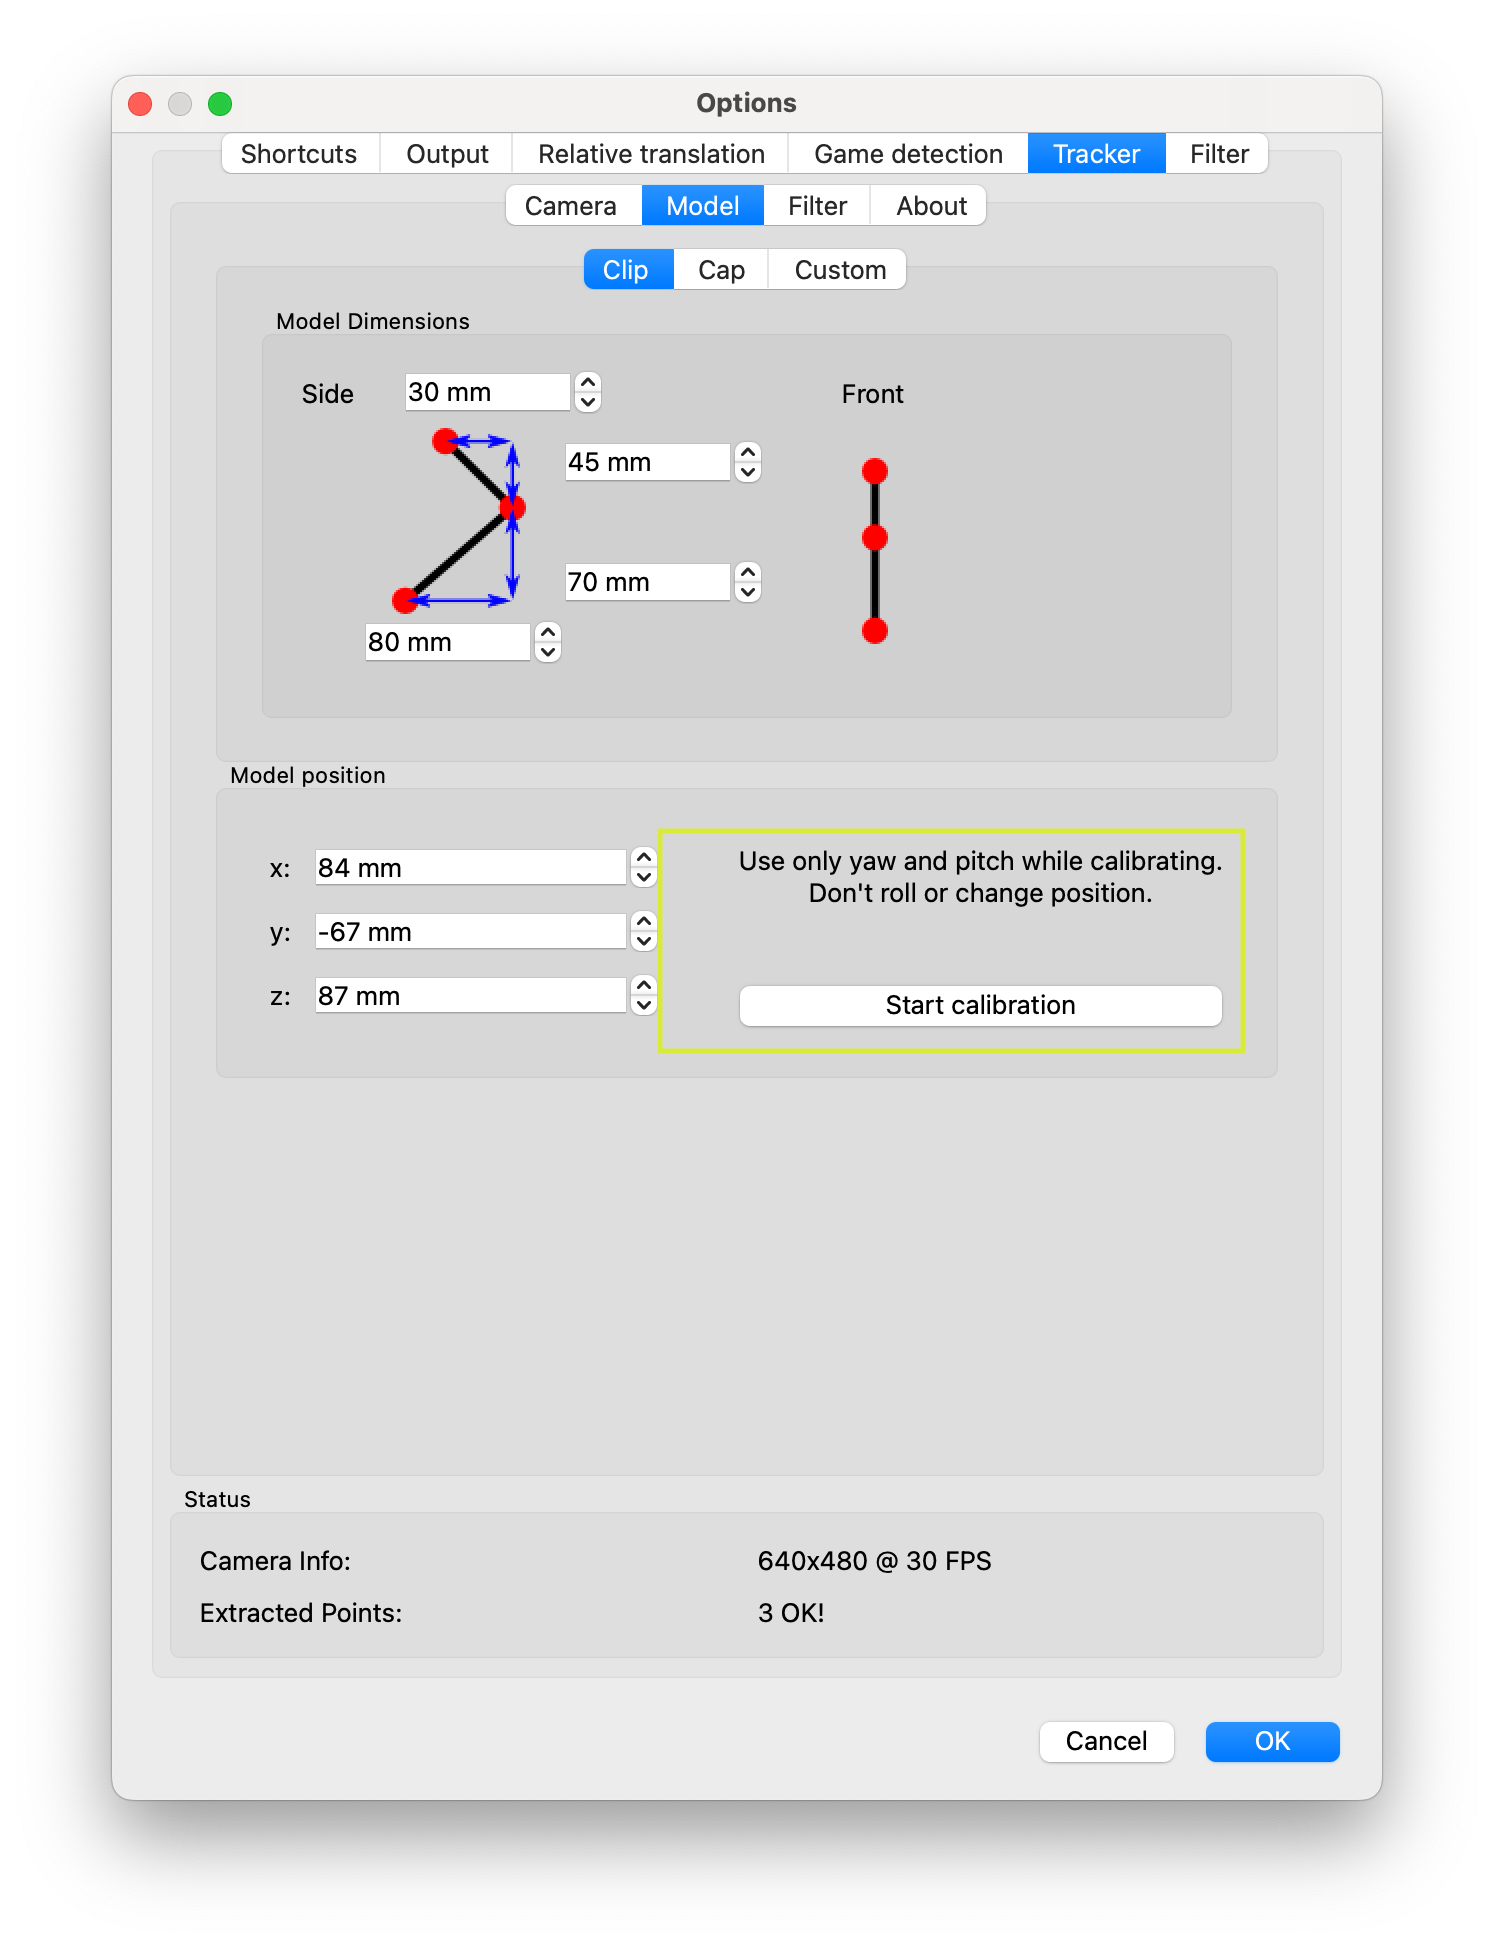 Options
Shortcuts Output Relative translation Game detection Tracker Filter
Camera Model Filter About
Clip Cap Custom
Model Dimensions
Side 30 mm Front
45 mm
70 mm
80 mm
Model position
x: 84 mm
y: -67 mm
z: 87 mm
Use only yaw and pitch while calibrating.
Don't roll or change position.
Start calibration
Status
Camera Info: 640x480 @ 30 FPS
Extracted Points: 3 OK!
Cancel OK